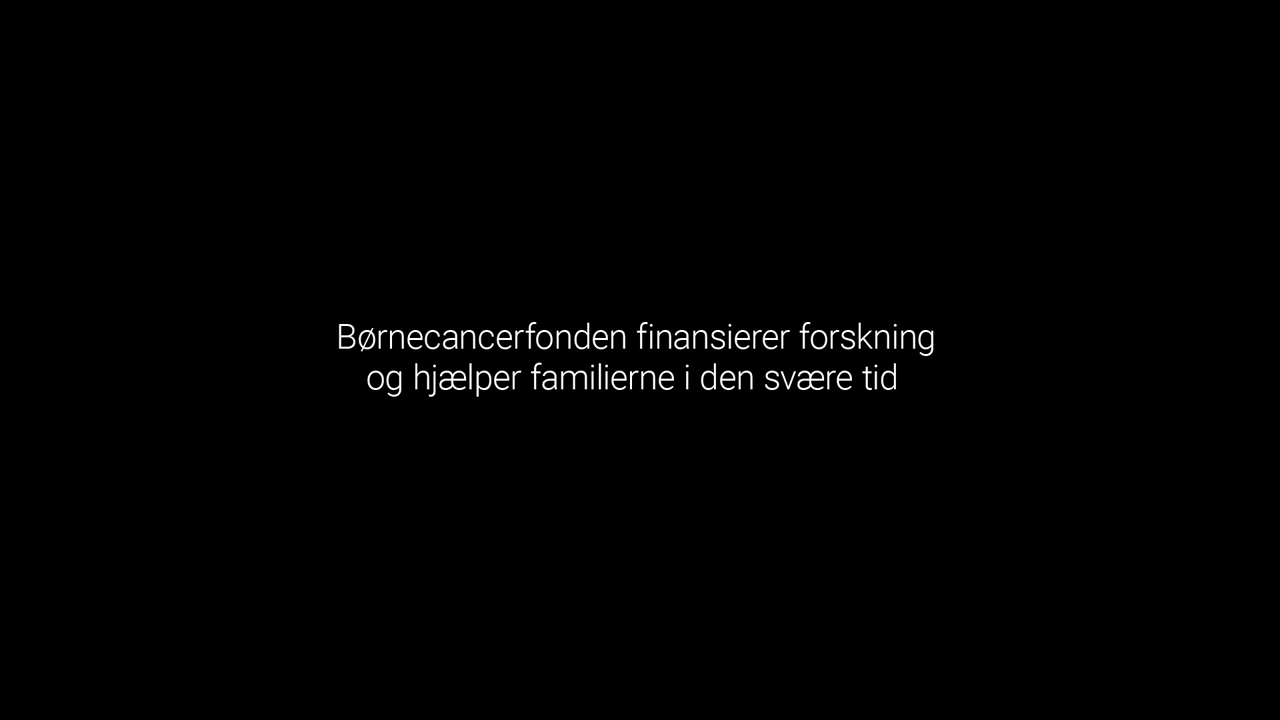 Børnecancerfonden finansierer forskning
og hjælper familierne i den svære tid